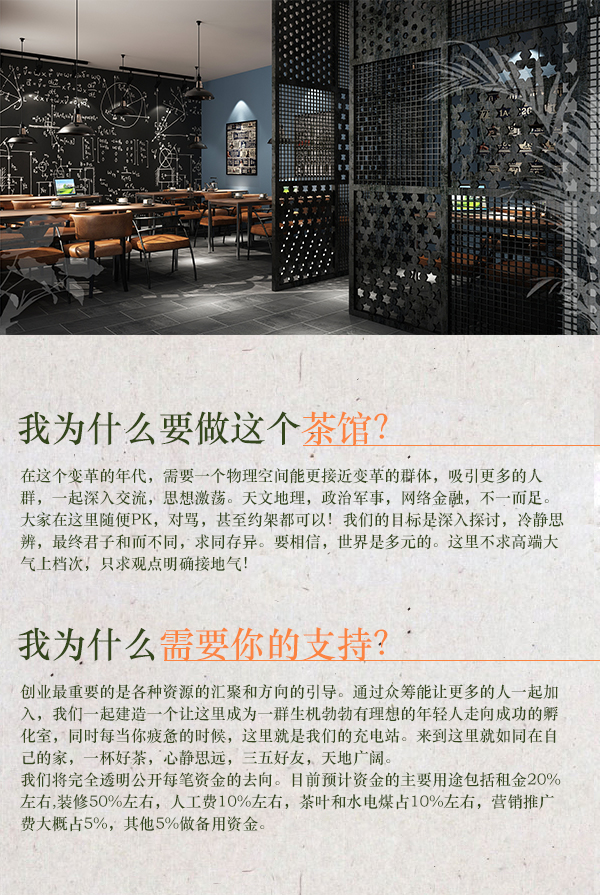 我为什么要做这个茶馆?
在这个变革的年代，需要一个物理空间能更接近变革的群体，吸引更多的人
群，一起深入交流，思想激荡。天文地理，政治军事，网络金融，不一而足。
大家在这里随便PK，对骂，甚至约架都可以！我们的目标是深入探讨，冷静思
辨，最终君子和而不同，求同存异。要相信，世界是多元的。这里不求高端大
气上档次，只求观点明确接地气！
我为什么需要你的支持?
创业最重要的是各种资源的汇聚和方向的引导。通过众筹能让更多的人一起加
入，我们一起建造一个让这里成为一群生机勃勃有理想的年轻人走向成功的孵
化室，同时每当你疲惫的时候，这里就是我们的充电站。来到这里就如同在自
己的家，一杯好茶，心静思远，三五好友，天地广阔。
我们将完全透明公开每笔资金的去向。目前预计资金的主要用途包括租金20%
左右,装修50%左右，人工费10%左右，茶叶和水电煤占10%左右，营销推广
费大概占5%，其他5%做备用资金。